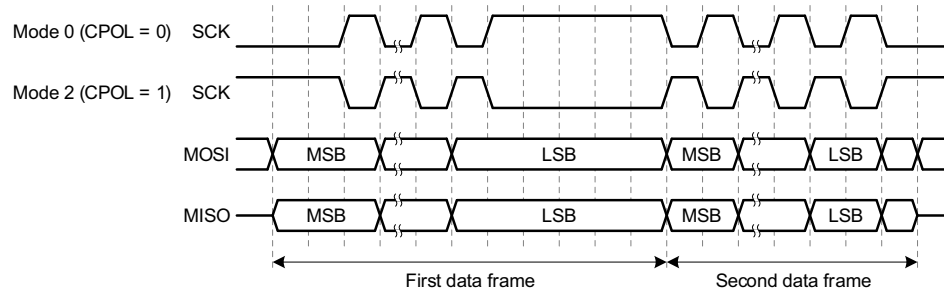 Mode 0 (CPOL = 0) SCK
Mode 2 (CPOL = 1) SCK
MOSI MSB LSB MSB LSB
MISO MSB LSB MSB LSB
First data frame Second data frame